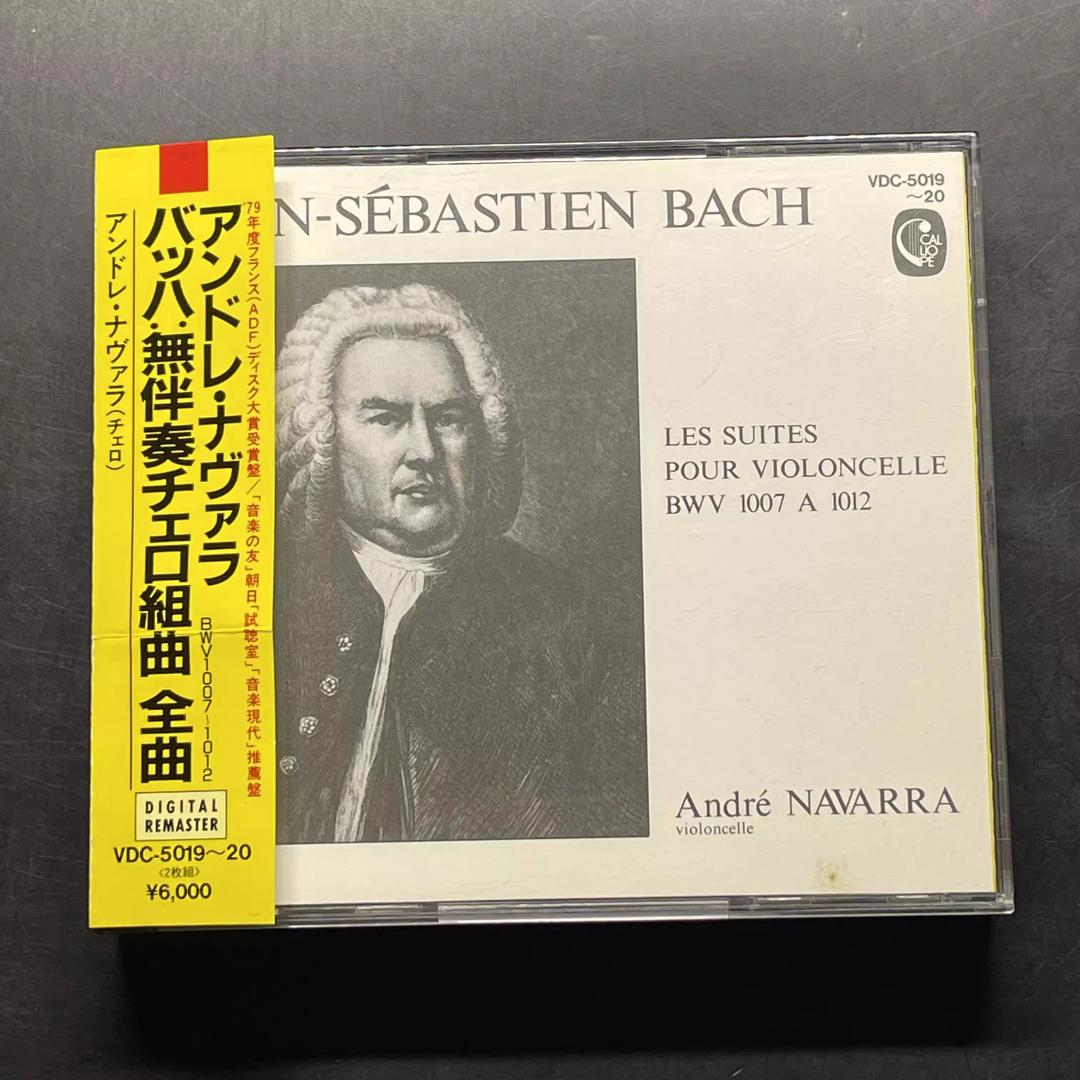 '79年度フランス(ADF)ディスク大賞受賞盤/「音楽の友」朝日「試聴室」「音楽現代」推薦盤
アンドレ・ナヴァラ
バッハ:無伴奏チェロ組曲 全曲
BWV1007~1012
アンドレ・ナヴァラ(チェロ)
DIGITAL
REMASTER
VDC-5019~20
〈2枚組〉
¥6,000
N-SÉBASTIEN BACH
VDC-5019
~20
CAL
LIO
PE
LES SUITES
POUR VIOLONCELLE
BWV 1007 A 1012
André NAVARRA
violoncelle